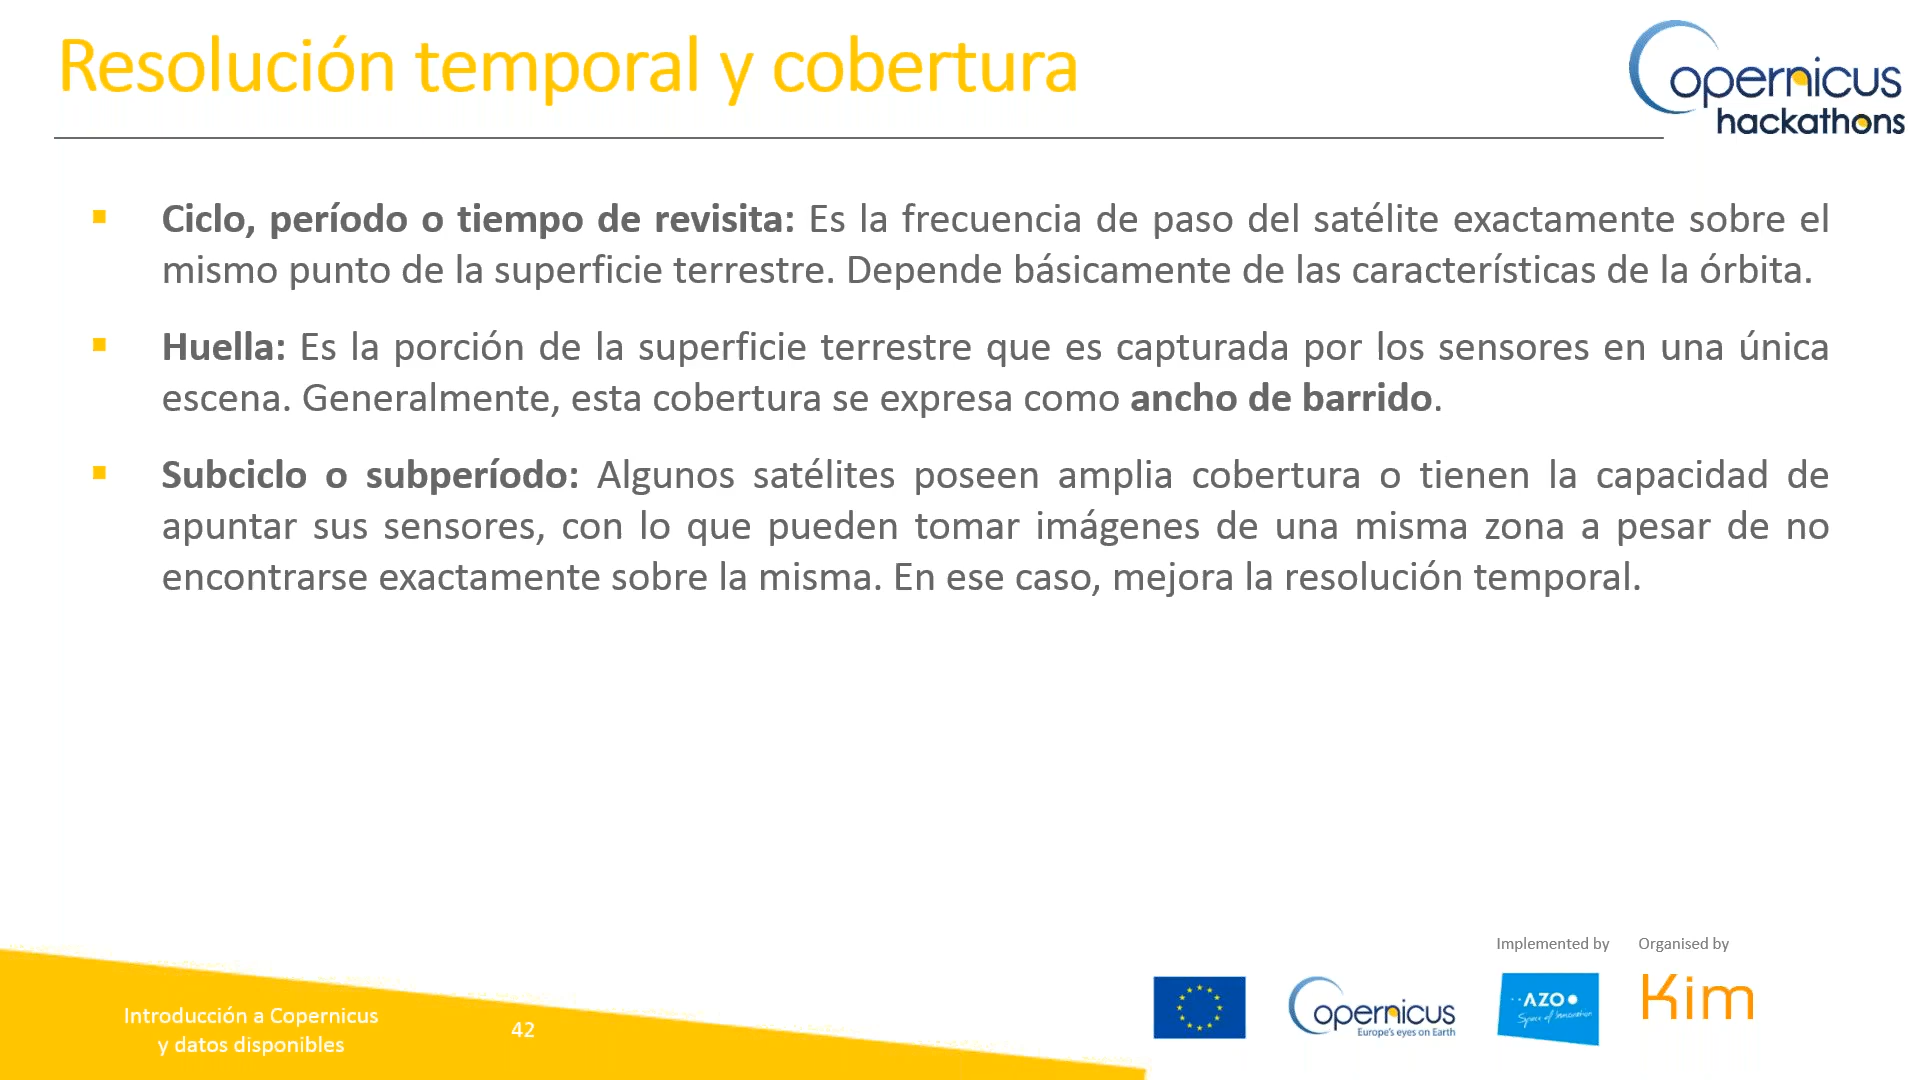 Resolución temporal y cobertura
Copernicus
hackathons
Ciclo, período o tiempo de revisita: Es la frecuencia de paso del satélite exactamente sobre el
mismo punto de la superficie terrestre. Depende básicamente de las características de la órbita.
Huella: Es la porción de la superficie terrestre que es capturada por los sensores en una única
escena. Generalmente, esta cobertura se expresa como ancho de barrido.
Subciclo o subperíodo: Algunos satélites poseen amplia cobertura o tienen la capacidad de
apuntar sus sensores, con lo que pueden tomar imágenes de una misma zona a pesar de no
encontrarse exactamente sobre la misma. En ese caso, mejora la resolución temporal.
Implemented by
Organised by
Copernicus
Europe's eyes on Earth
AZO
Space of Innovation
Kim
Introducción a Copernicus
y datos disponibles
42